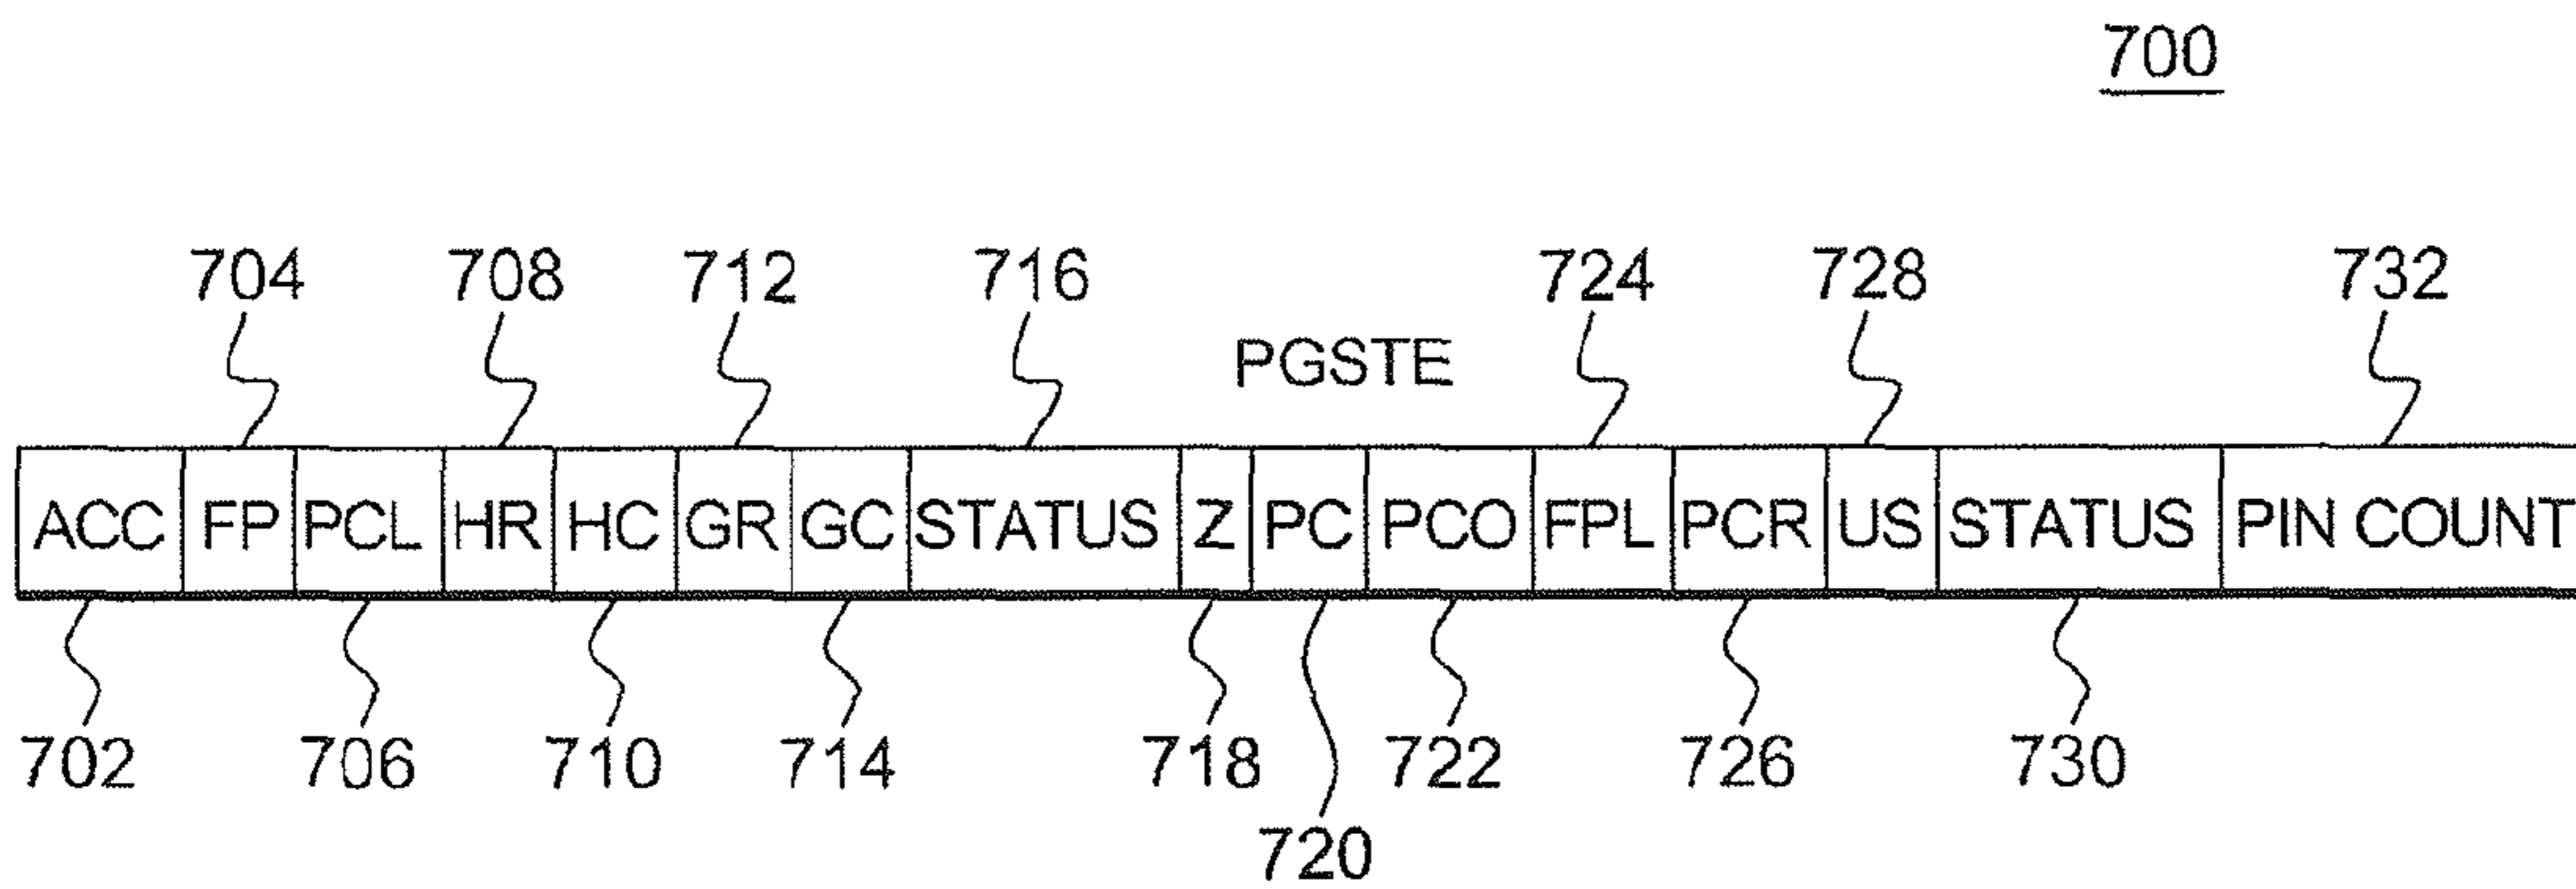 700
704 708 712 716 724 728 732
PGSTE
ACC FP PCL HR HC GR GC STATUS Z PC PCO FPL PCR US STATUS PIN COUNT
702 706 710 714 718 722 726 730
720